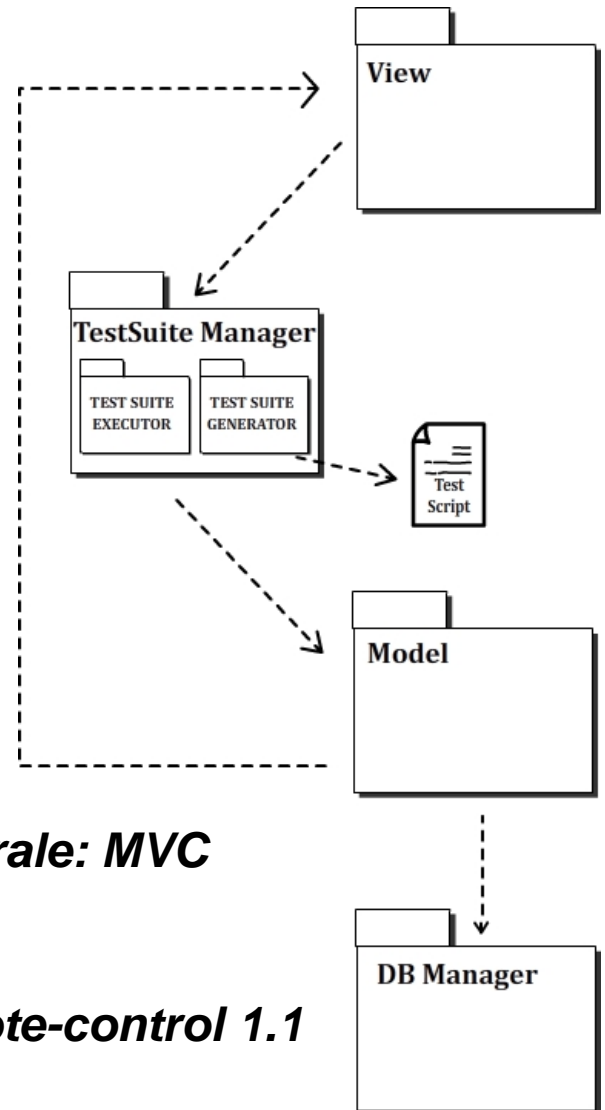 View
TestSuite Manager
TEST SUITE
EXECUTOR
TEST SUITE
GENERATOR
Test
Script
Model
rale: MVC
DB Manager
ote-control 1.1